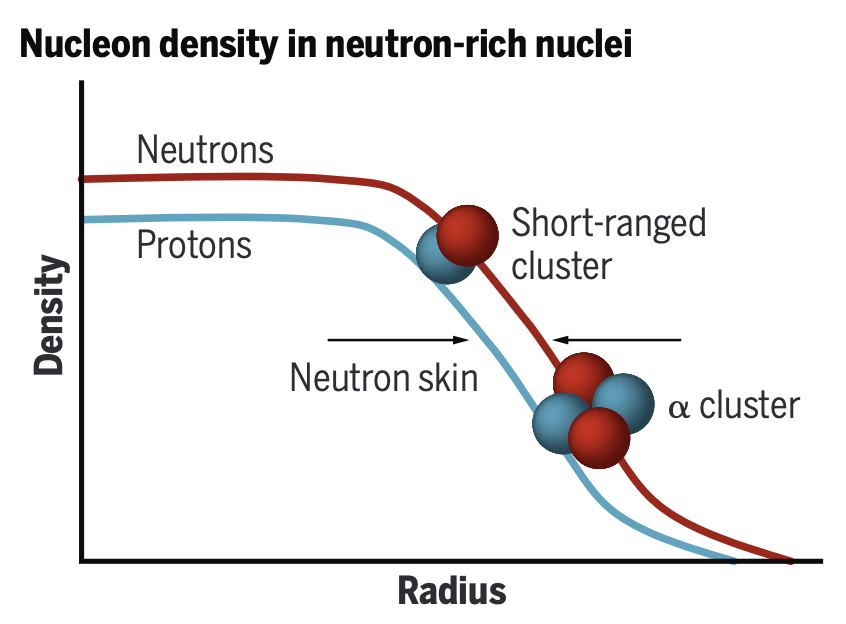 Nucleon density in neutron-rich nuclei
Neutrons
Protons
Short-ranged
cluster
Neutron skin
α cluster
Density
Radius